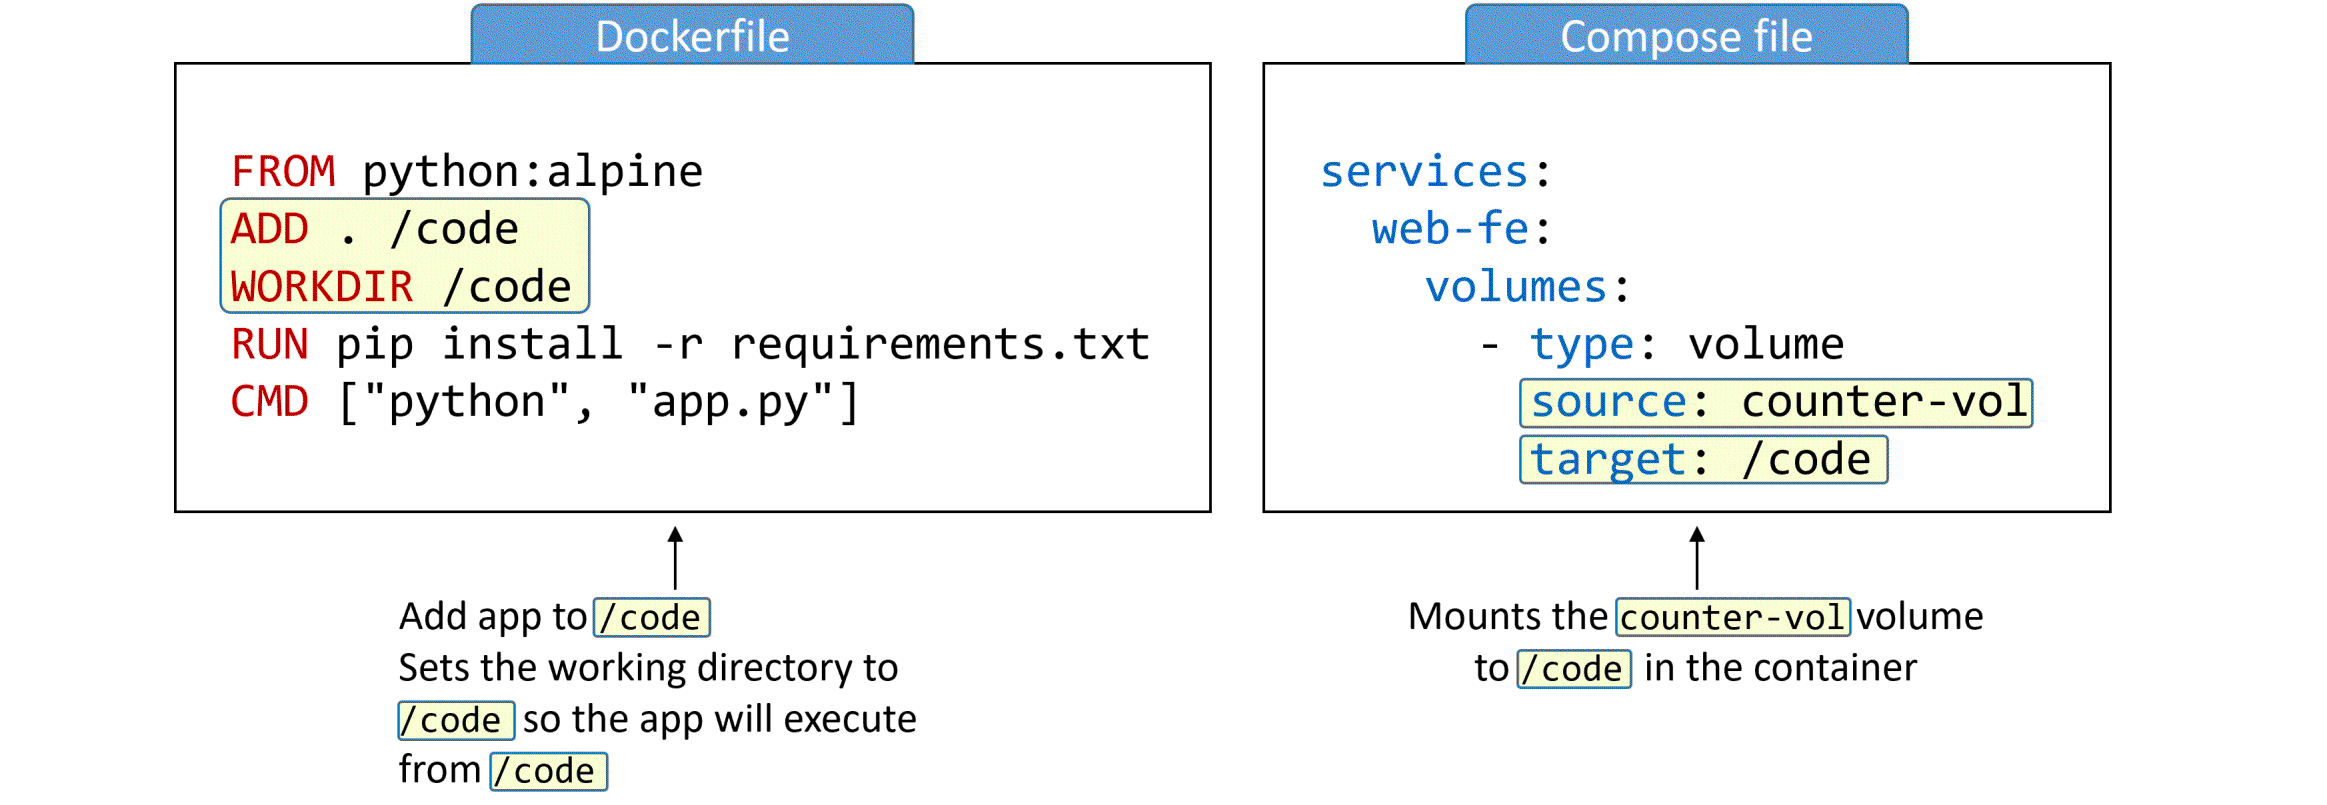 Dockerfile
FROM python:alpine
ADD . /code
WORKDIR /code
RUN pip install -r requirements.txt
CMD ["python", "app.py"]
Add app to /code
Sets the working directory to
/code so the app will execute
from /code
Compose file
services:
web-fe:
volumes:
- type: volume
source: counter-vol
target: /code
Mounts the counter-vol volume
to /code in the container